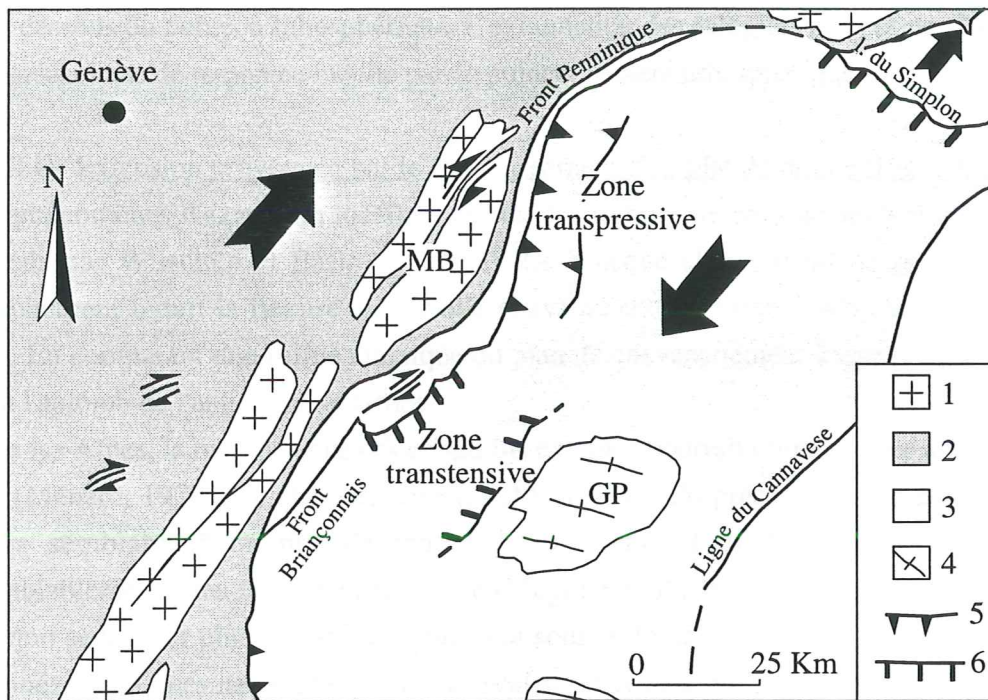 Genève
N
Front Penninique
l. du Simplon
Zone
transpressive
MB
Zone
transtensive
GP
Front
Briançonnais
Ligne du Cannavese
0 25 Km
1
2
3
4
5
6